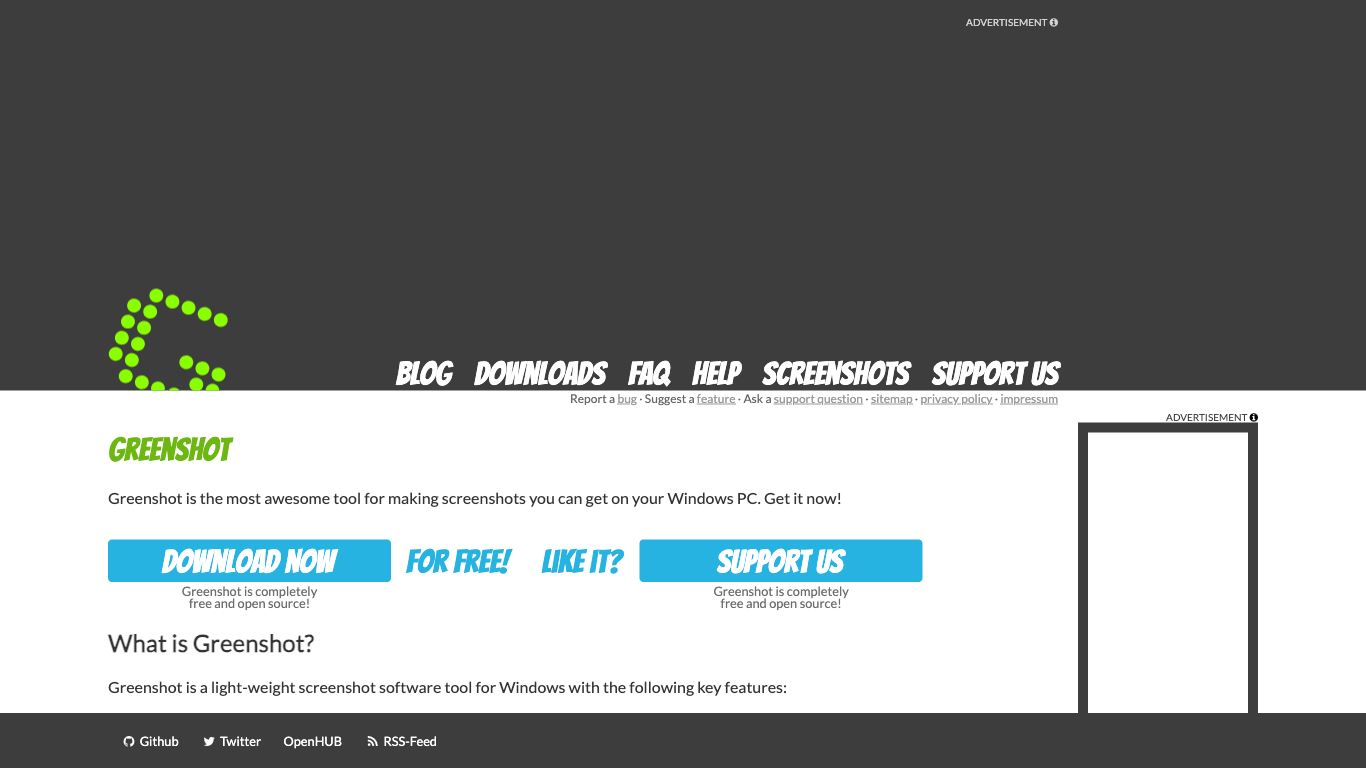 ADVERTISEMENT
BLOG DOWNLOADS FAQ HELP SCREENSHOTS SUPPORT US
Report a bug · Suggest a feature · Ask a support question · sitemap · privacy policy · impressum
ADVERTISEMENT
GREENSHOT
Greenshot is the most awesome tool for making screenshots you can get on your Windows PC. Get it now!
DOWNLOAD NOW FOR FREE! LIKE IT? SUPPORT US
Greenshot is completely
free and open source!
Greenshot is completely
free and open source!
What is Greenshot?
Greenshot is a light-weight screenshot software tool for Windows with the following key features:
Github Twitter OpenHUB RSS-Feed